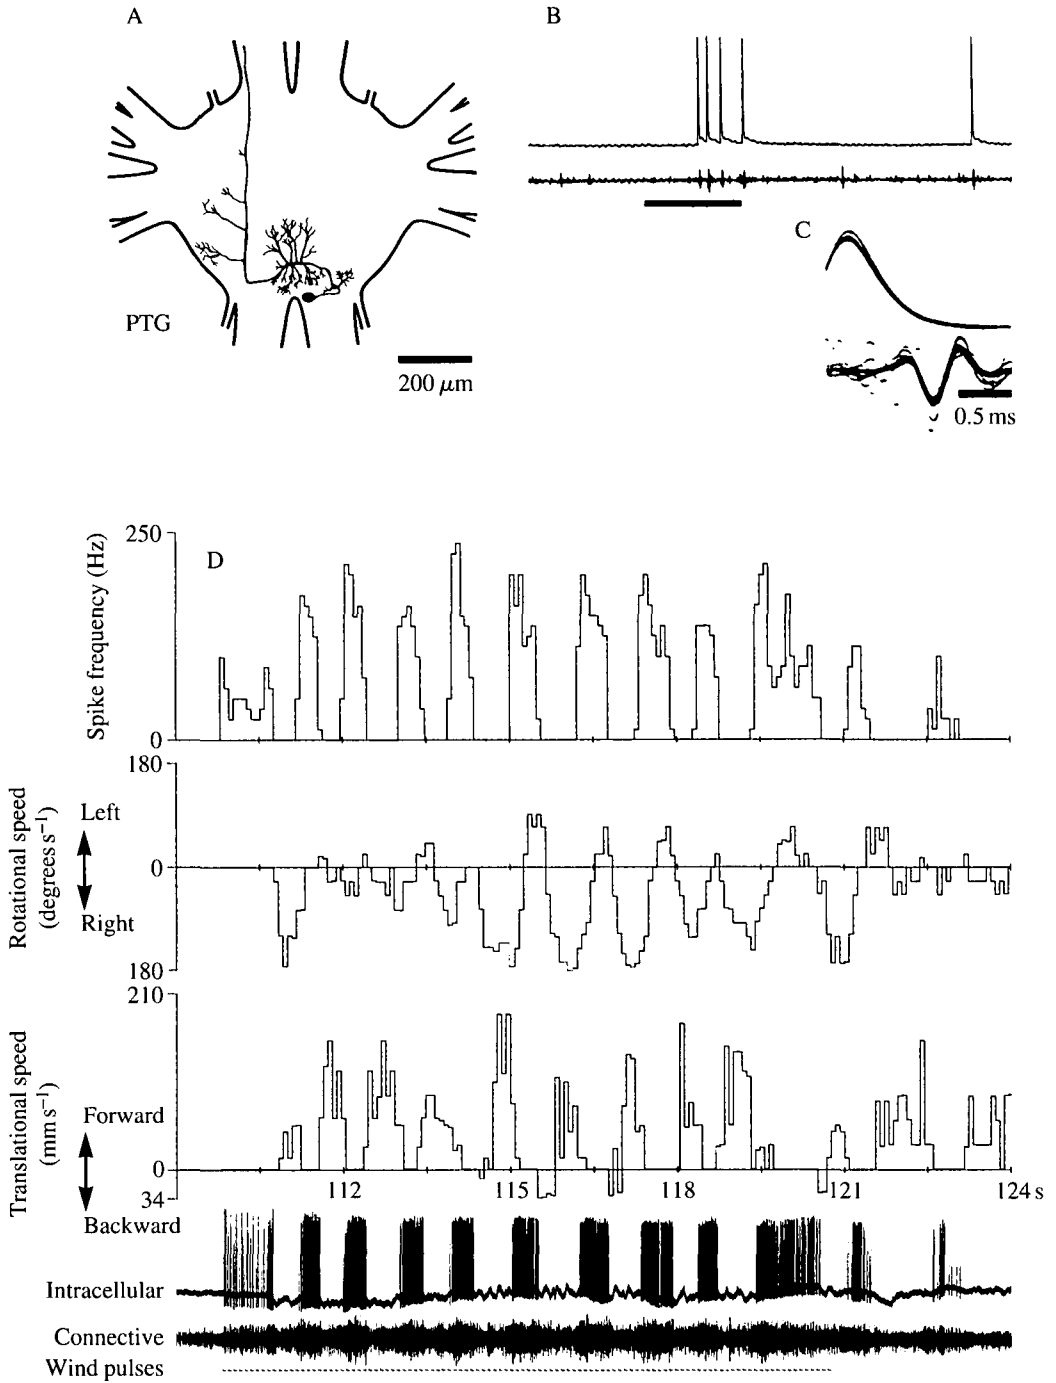 A
B
PTG
200 μm
C
0.5 ms
D
Spike frequency (Hz)
250
0
Rotational speed
(degrees s⁻¹)
180
Left
0
Right
180
Translational speed
(mm s⁻¹)
210
Forward
0
34
Backward
112
115
118
121
124 s
Intracellular
Connective
Wind pulses